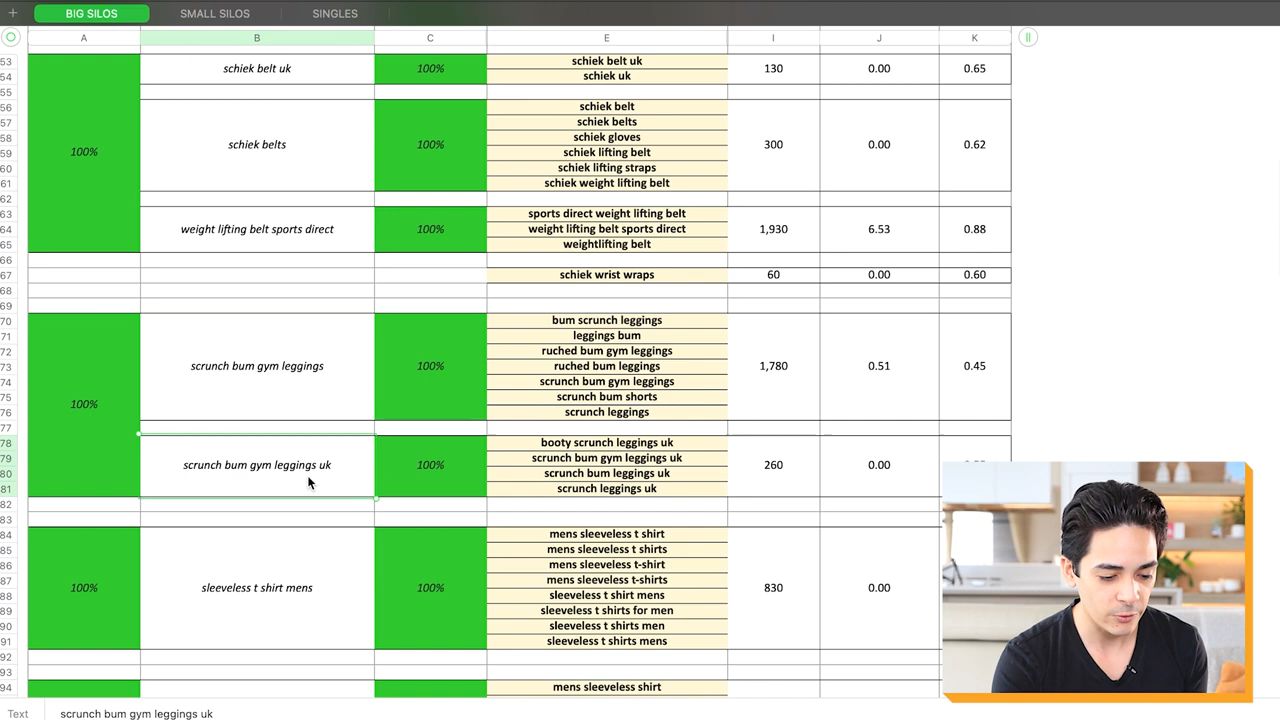 + BIG SILOS SMALL SILOS SINGLES
A B C E I J K
53 schiek belt uk
100% schiek belt uk 100% 130 0.00 0.65
54 schiek uk
55
56 schiek belt
57 schiek belts
58 schiek gloves
schiek belts 100% 300 0.00 0.62
59 schiek lifting belt
60 schiek lifting straps
61 schiek weight lifting belt
62
63 sports direct weight lifting belt
64 weight lifting belt sports direct 100% weight lifting belt sports direct 1,930 6.53 0.88
65 weightlifting belt
66
67 schiek wrist wraps 60 0.00 0.60
68
69
70 bum scrunch leggings
71 leggings bum
72 ruched bum gym leggings
73 scrunch bum gym leggings 100% ruched bum leggings 1,780 0.51 0.45
74 scrunch bum gym leggings
75 scrunch bum shorts
100%
76 scrunch leggings
77
78 booty scrunch leggings uk
79 scrunch bum gym leggings uk
scrunch bum gym leggings uk 100% 260 0.00
80 scrunch bum leggings uk
81 scrunch leggings uk
82
83
84 mens sleeveless t shirt
85 mens sleeveless t shirts
86 mens sleeveless t-shirt
87 mens sleeveless t-shirts
100% sleeveless t shirt mens 100% 830 0.00
88 sleeveless t shirt mens
89 sleeveless t shirts for men
90 sleeveless t shirts men
91 sleeveless t shirts mens
92
93
94 mens sleeveless shirt
Text scrunch bum gym leggings uk